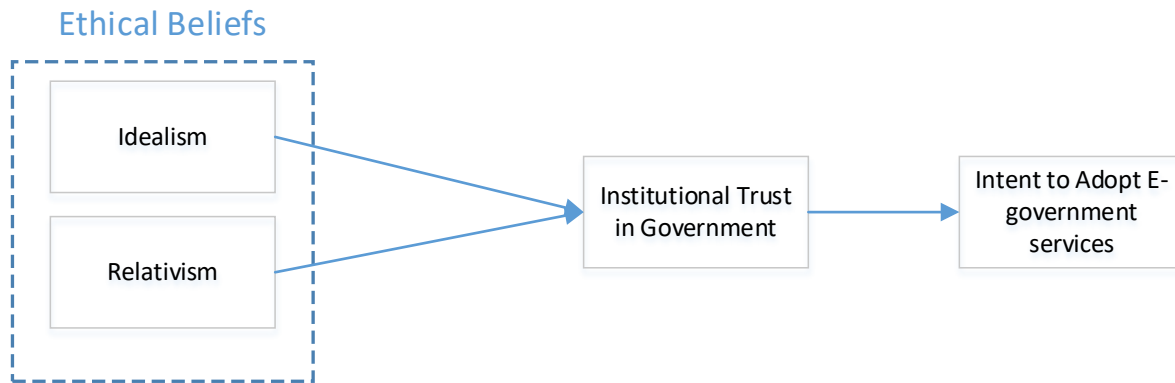 Ethical Beliefs
Idealism
Relativism
Institutional Trust
in Government
Intent to Adopt E-
government
services